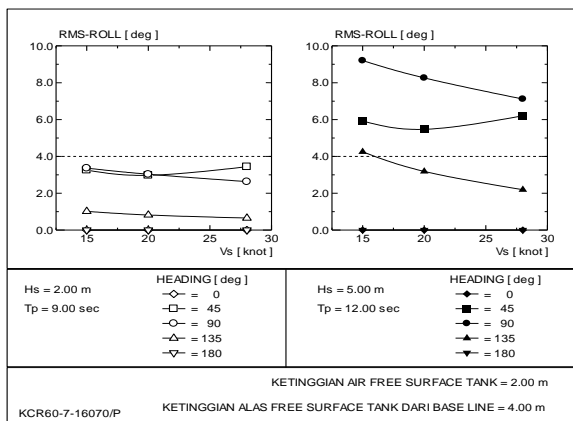 RMS-ROLL [ deg ]
10.0
8.0
6.0
4.0
2.0
0.0
15 20 25 30
Vs [ knot ]
RMS-ROLL [ deg ]
10.0
8.0
6.0
4.0
2.0
0.0
15 20 25 30
Vs [ knot ]
Hs = 2.00 m
Tp = 9.00 sec
HEADING [ deg ]
= 0
= 45
= 90
= 135
= 180
Hs = 5.00 m
Tp = 12.00 sec
HEADING [ deg ]
= 0
= 45
= 90
= 135
= 180
KETINGGIAN AIR FREE SURFACE TANK = 2.00 m
KCR60-7-16070/P KETINGGIAN ALAS FREE SURFACE TANK DARI BASE LINE = 4.00 m